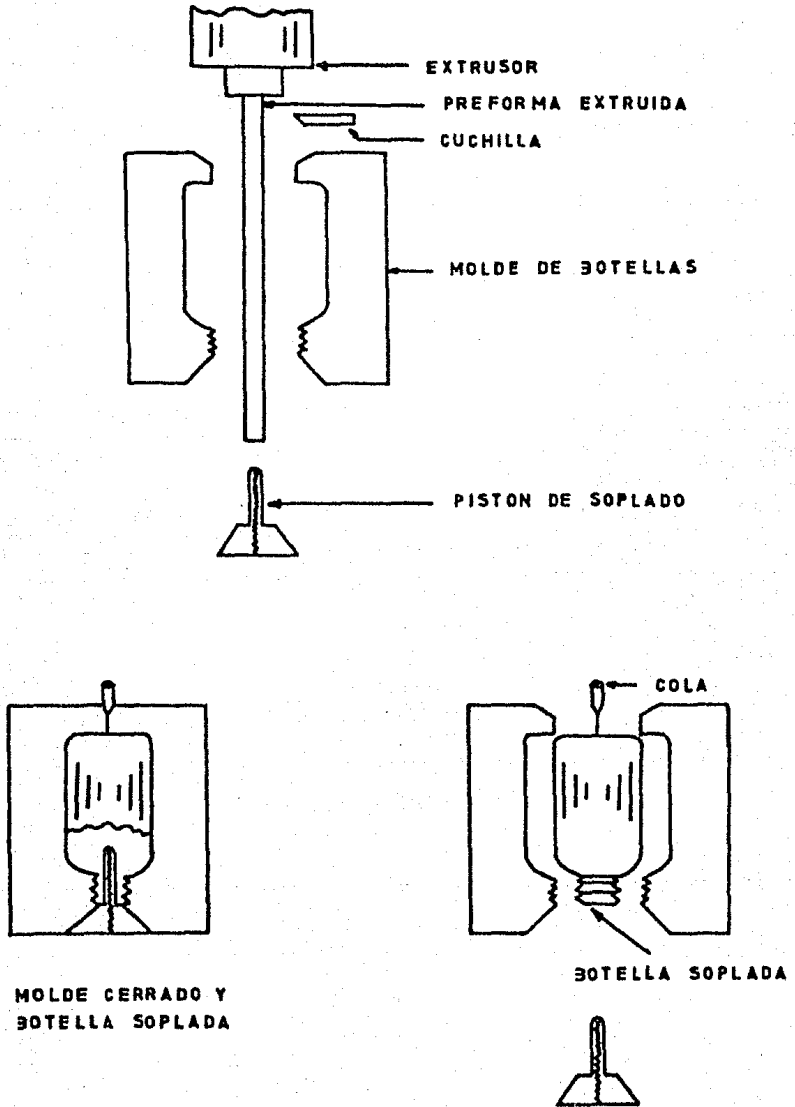 EXTRUSOR
PREFORMA EXTRUIDA
CUCHILLA
MOLDE DE BOTELLAS
PISTON DE SOPLADO
COLA
BOTELLA SOPLADA
MOLDE CERRADO Y
BOTELLA SOPLADA